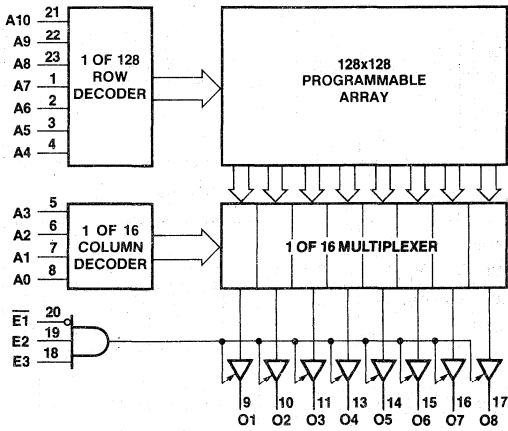 A10 21
A9 22
A8 23
A7 1
A6 2
A5 3
A4 4
1 OF 128
ROW
DECODER
128x128
PROGRAMMABLE
ARRAY
A3 5
A2 6
A1 7
A0 8
1 OF 16
COLUMN
DECODER
1 OF 16 MULTIPLEXER
E1 20
E2 19
E3 18
9 10 11 13 14 15 16 17
O1 O2 O3 O4 O5 O6 O7 O8